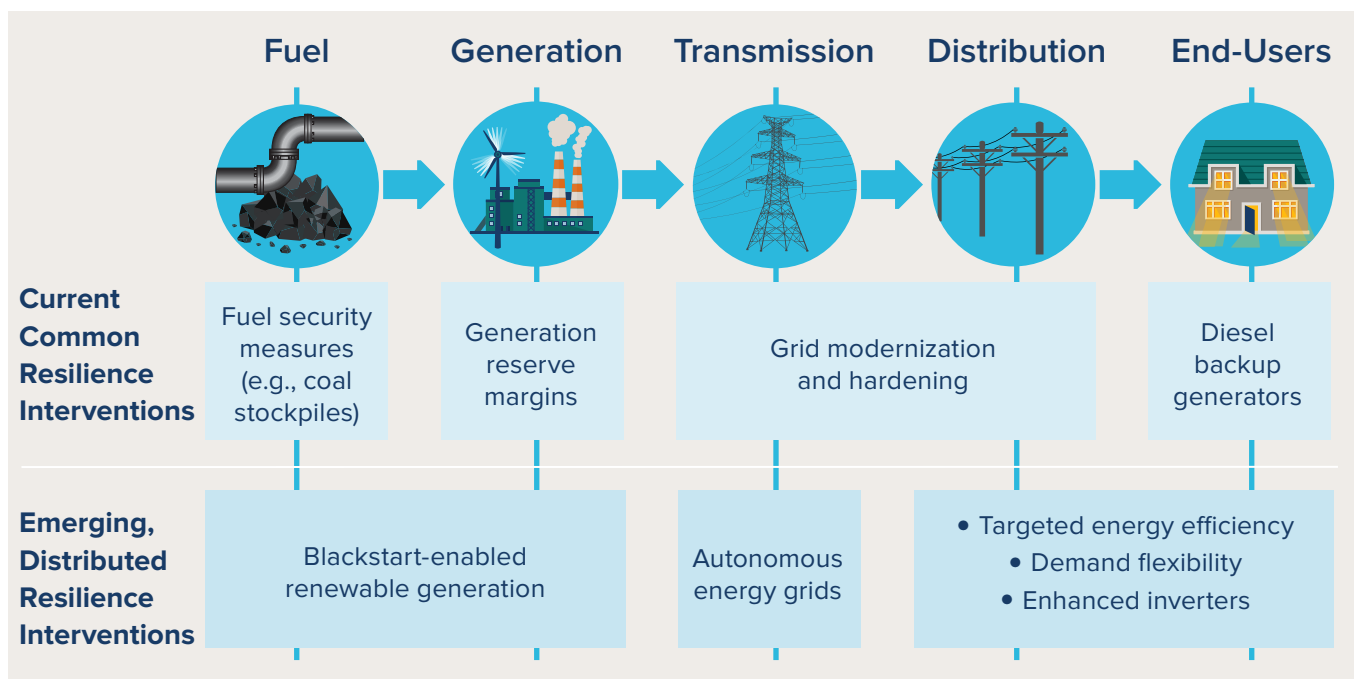 Fuel
Generation
Transmission
Distribution
End-Users
Current
Common
Resilience
Interventions
Fuel security
measures
(e.g., coal
stockpiles)
Generation
reserve
margins
Grid modernization
and hardening
Diesel
backup
generators
Emerging,
Distributed
Resilience
Interventions
Blackstart-enabled
renewable generation
Autonomous
energy grids
• Targeted energy efficiency
• Demand flexibility
• Enhanced inverters